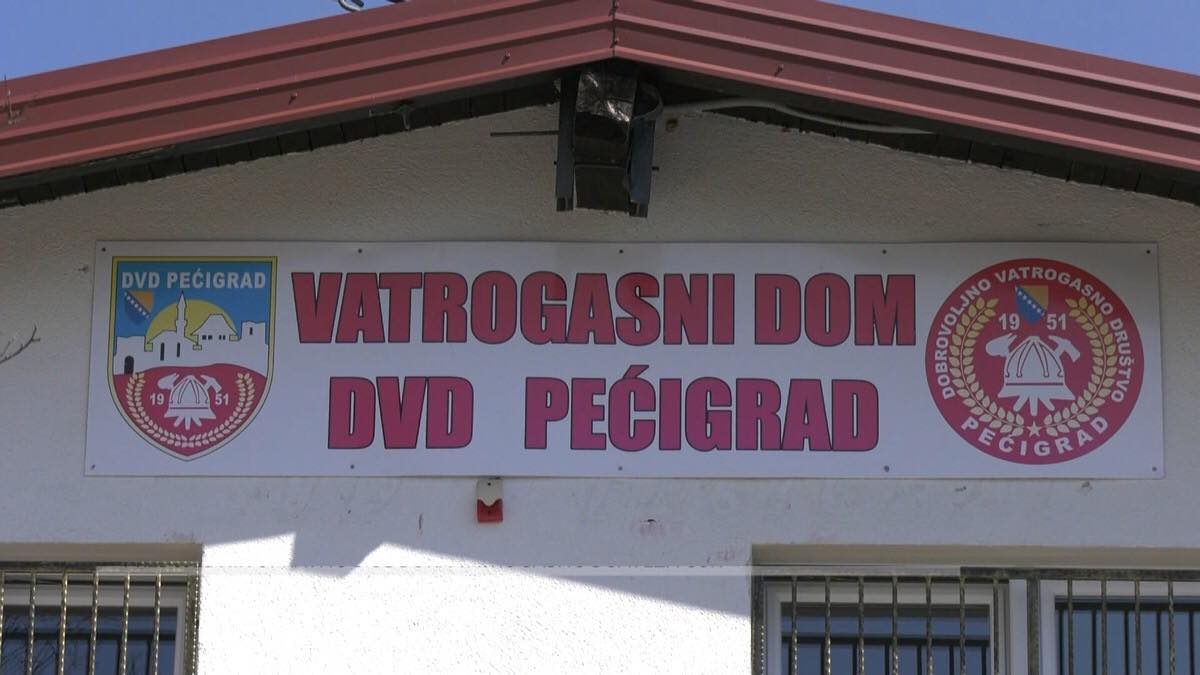 DVD PEĆIGRAD
19 51
VATROGASNI DOM
DVD PEĆIGRAD
DOBROVOLJNO VATROGASNO DRUŠTVO
19 51
PEĆIGRAD